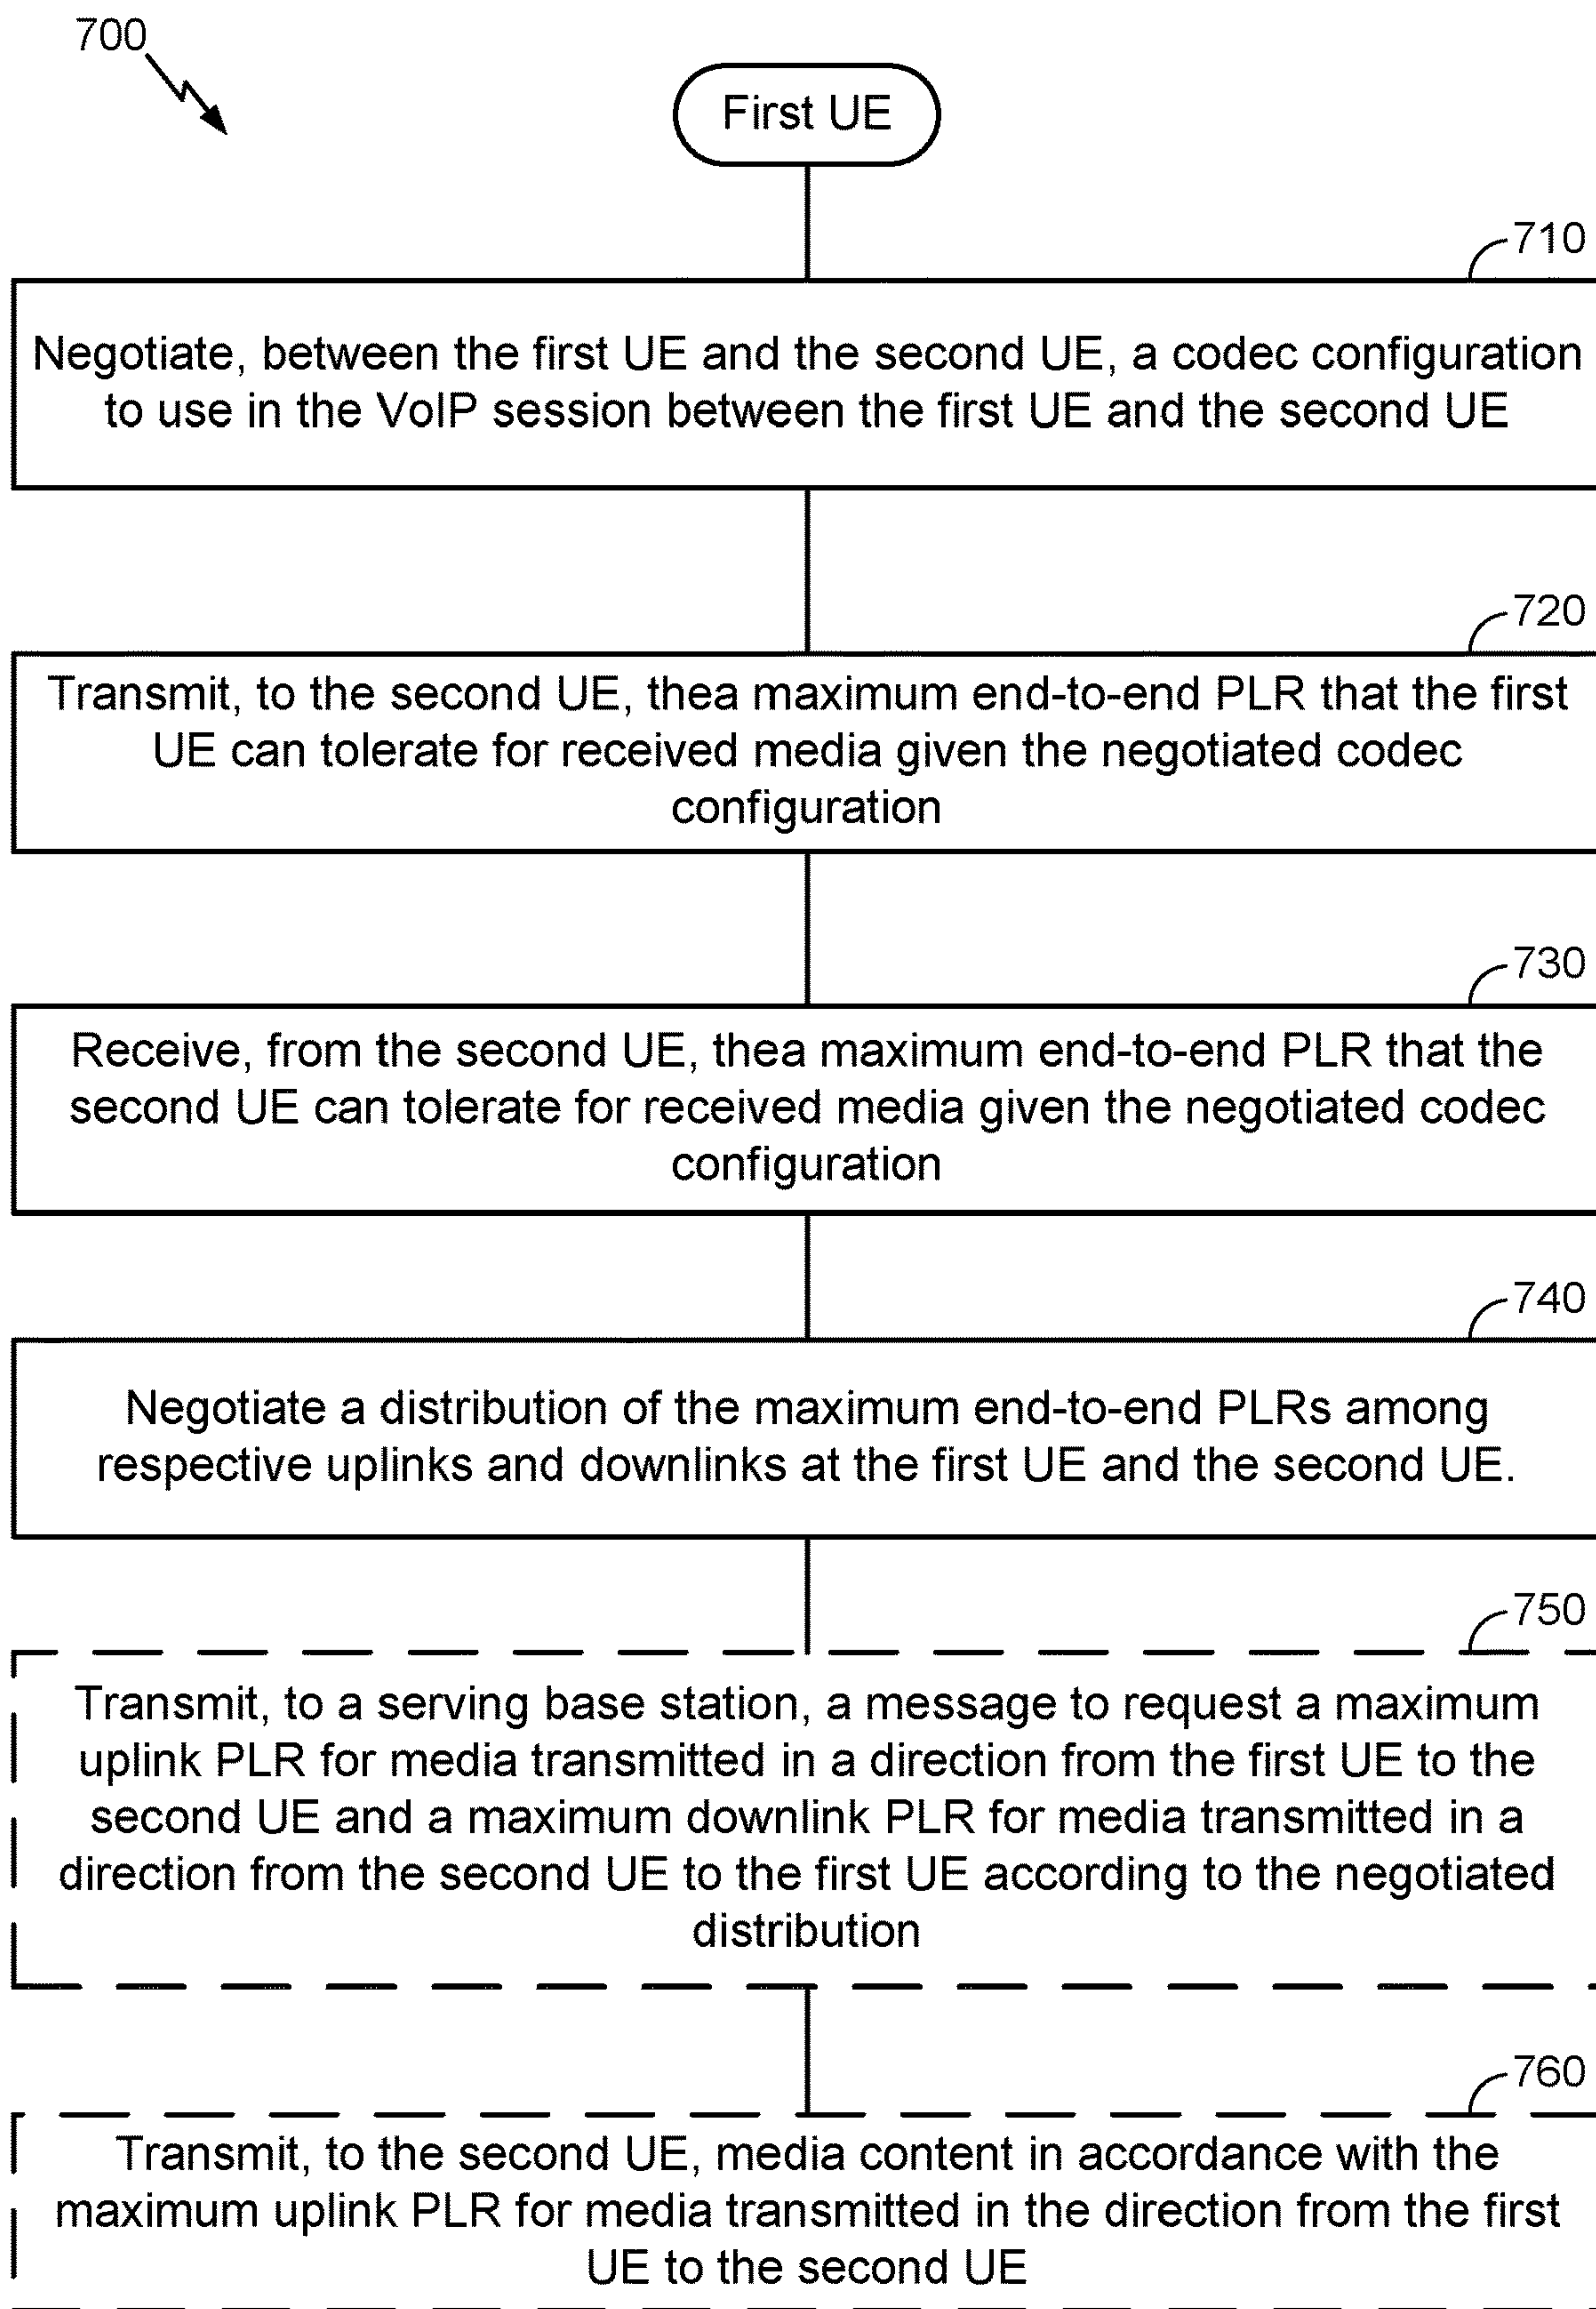 700
First UE
710
Negotiate, between the first UE and the second UE, a codec configuration
to use in the VoIP session between the first UE and the second UE
720
Transmit, to the second UE, thea maximum end-to-end PLR that the first
UE can tolerate for received media given the negotiated codec
configuration
730
Receive, from the second UE, thea maximum end-to-end PLR that the
second UE can tolerate for received media given the negotiated codec
configuration
740
Negotiate a distribution of the maximum end-to-end PLRs among
respective uplinks and downlinks at the first UE and the second UE.
750
Transmit, to a serving base station, a message to request a maximum
uplink PLR for media transmitted in a direction from the first UE to the
second UE and a maximum downlink PLR for media transmitted in a
direction from the second UE to the first UE according to the negotiated
distribution
760
Transmit, to the second UE, media content in accordance with the
maximum uplink PLR for media transmitted in the direction from the first
UE to the second UE